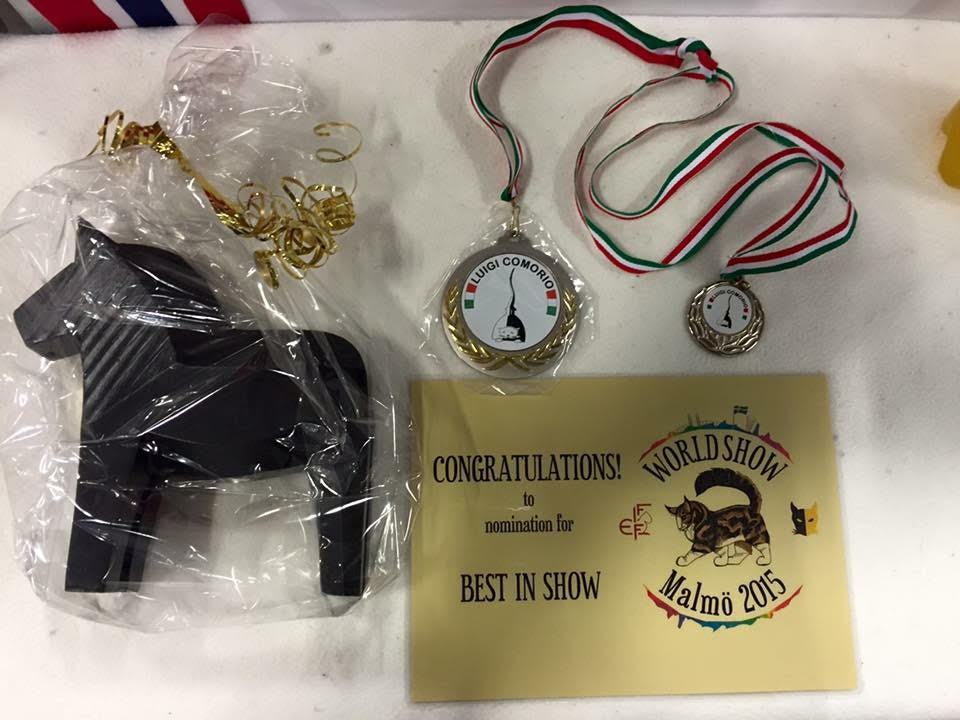 LUIGI COMORIO
LUIGI COMORIO
CONGRATULATIONS!
to
nomination for
BEST IN SHOW
WORLD SHOW
FIFe
Malmö 2015